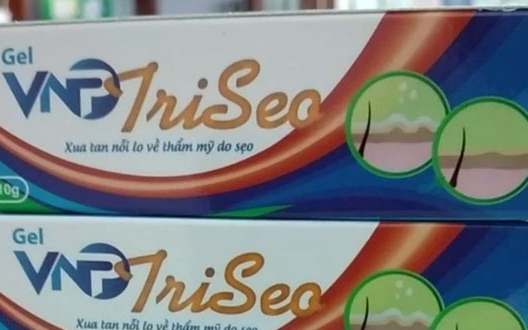 Gel
VNP TriSeo
Xua tan nỗi lo về thẩm mỹ do sẹo
10g
Gel
VNP TriSeo
Xua tan nỗi lo về thẩm mỹ do sẹo